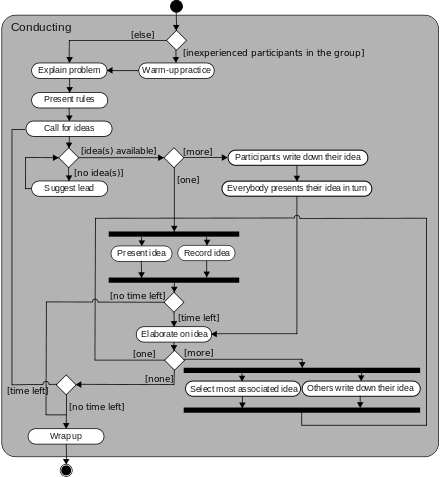 Conducting
[else]
[inexperienced participants in the group]
Explain problem
Warm-up practice
Present rules
Call for ideas
[idea(s) available]
[more]
Participants write down their idea
[no idea(s)]
[one]
Suggest lead
Everybody presents their idea in turn
Present idea
Record idea
[no time left]
[time left]
Elaborate on idea
[one]
[more]
[none]
[time left]
Select most associated idea
Others write down their idea
[no time left]
Wrap up